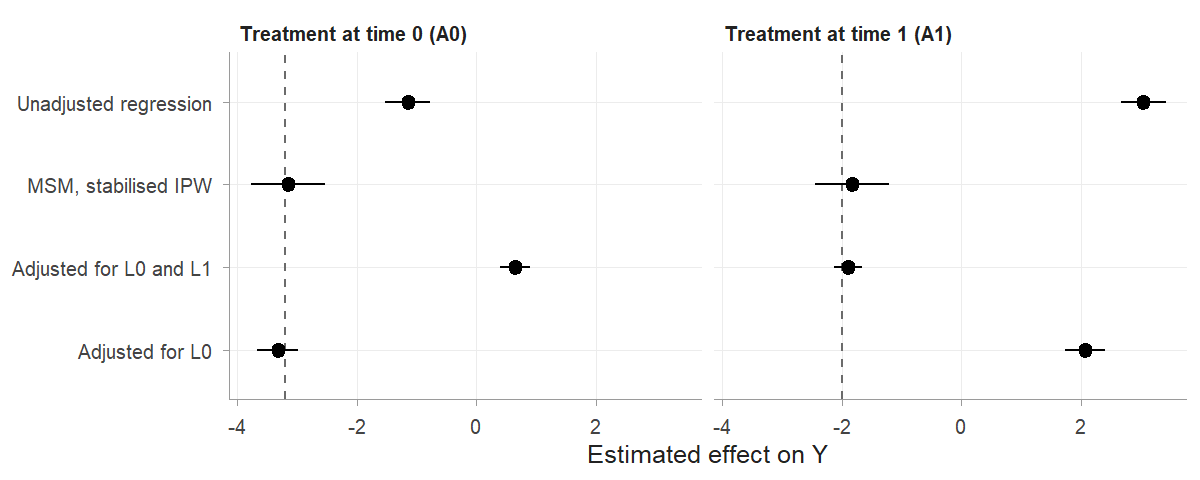 Treatment at time 0 (A0)
Treatment at time 1 (A1)
Unadjusted regression
MSM, stabilised IPW
Adjusted for L0 and L1
Adjusted for L0
-4 -2 0 2
-4 -2 0 2
Estimated effect on Y